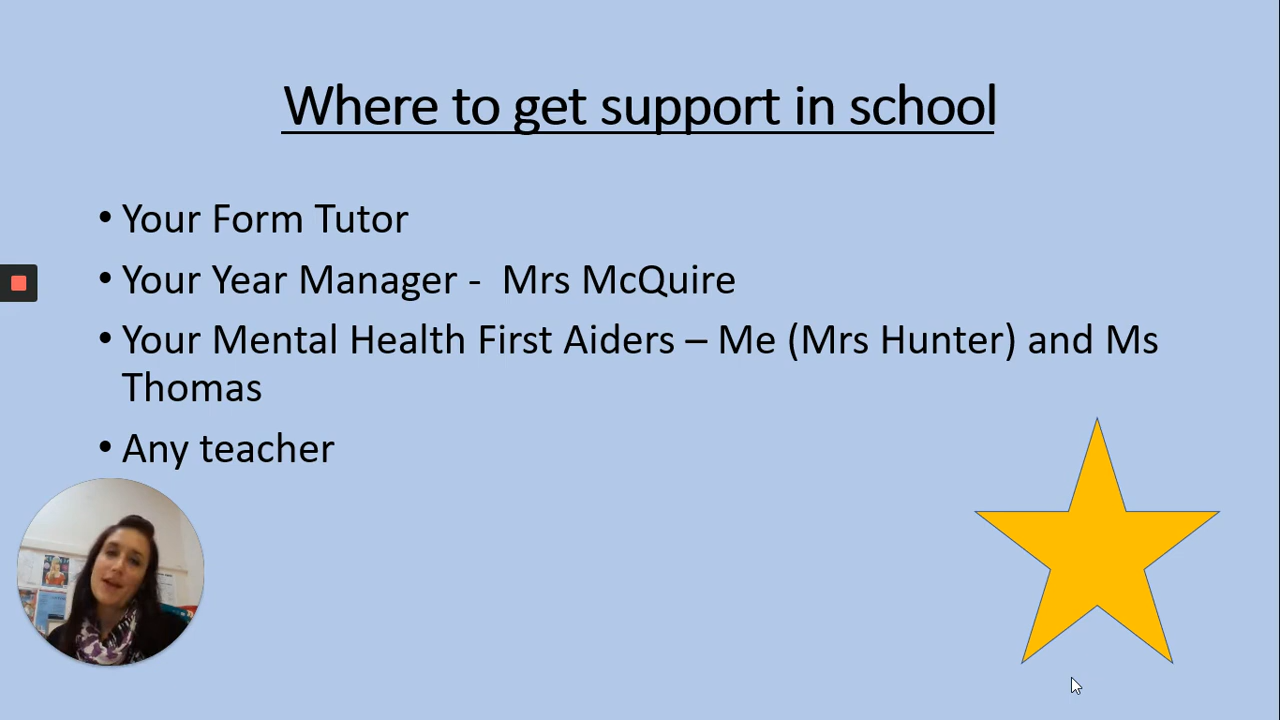 Where to get support in school
• Your Form Tutor
• Your Year Manager -  Mrs McQuire
• Your Mental Health First Aiders – Me (Mrs Hunter) and Ms
Thomas
• Any teacher